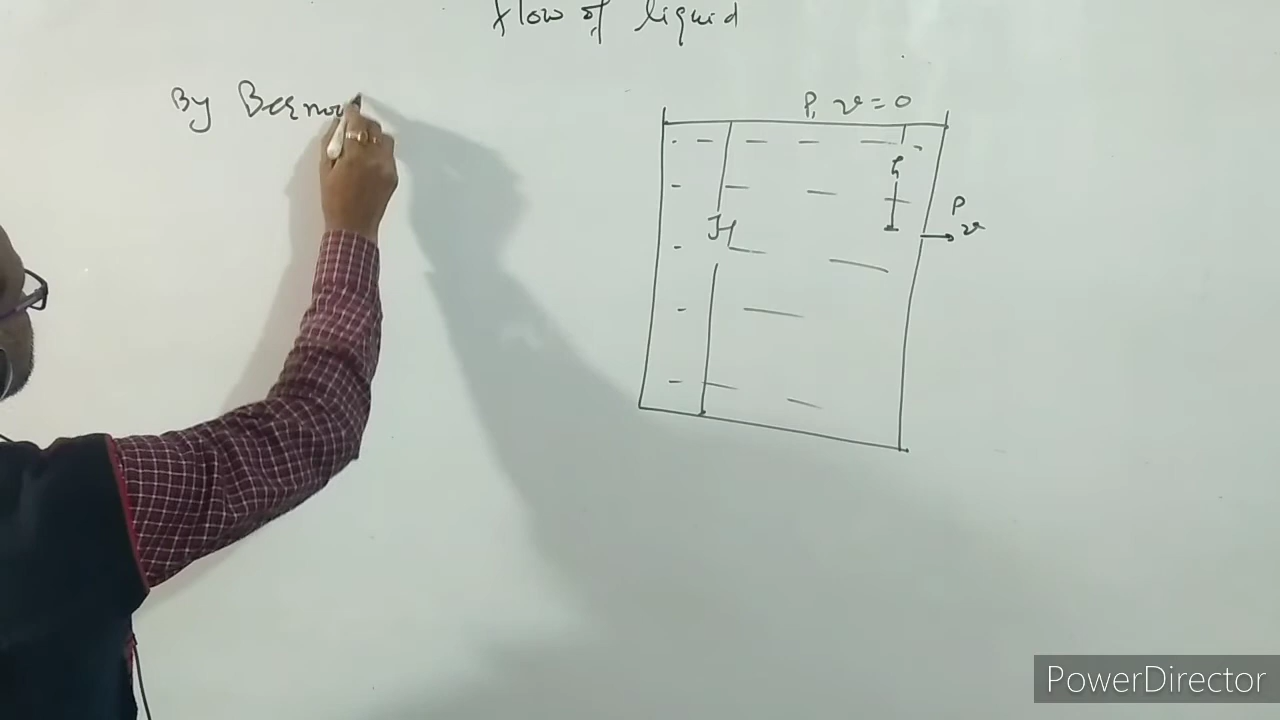 Flow of liquid
By Bernou
P, v = 0
h
P
v
H
PowerDirector